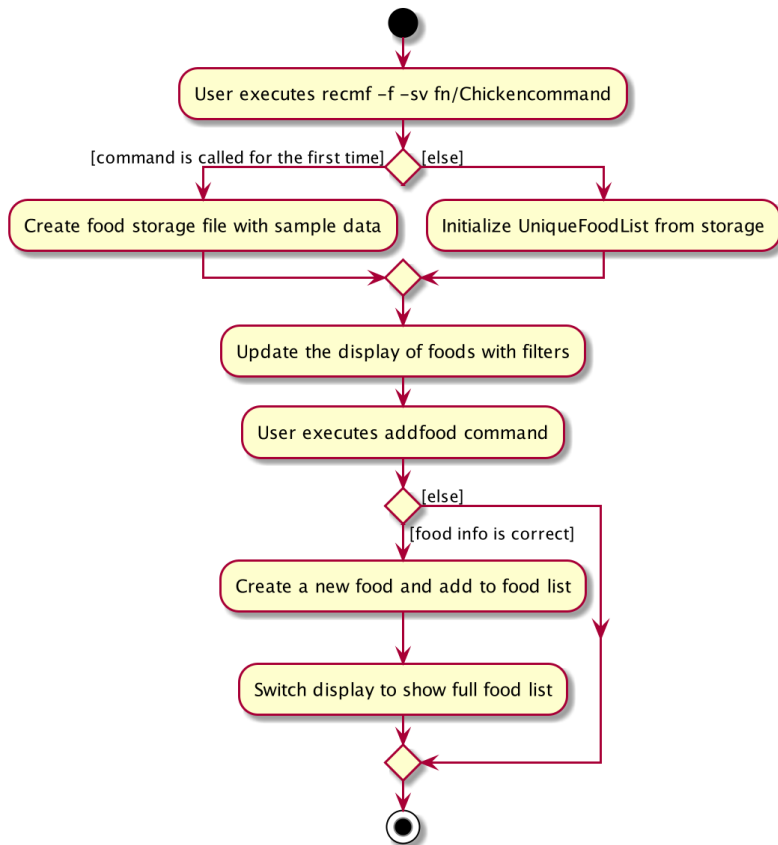 User executes recmf -f -sv fn/Chickencommand
[command is called for the first time]
[else]
Create food storage file with sample data
Initialize UniqueFoodList from storage
Update the display of foods with filters
User executes addfood command
[else]
[food info is correct]
Create a new food and add to food list
Switch display to show full food list